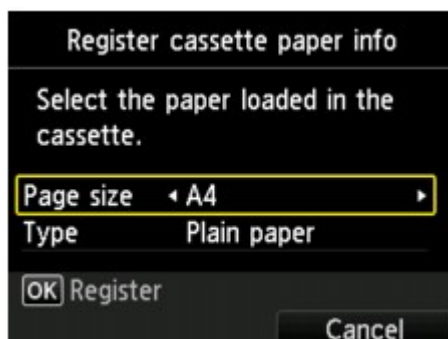 Register cassette paper info
Select the paper loaded in the
cassette.
Page size A4
Type Plain paper
OK Register
Cancel